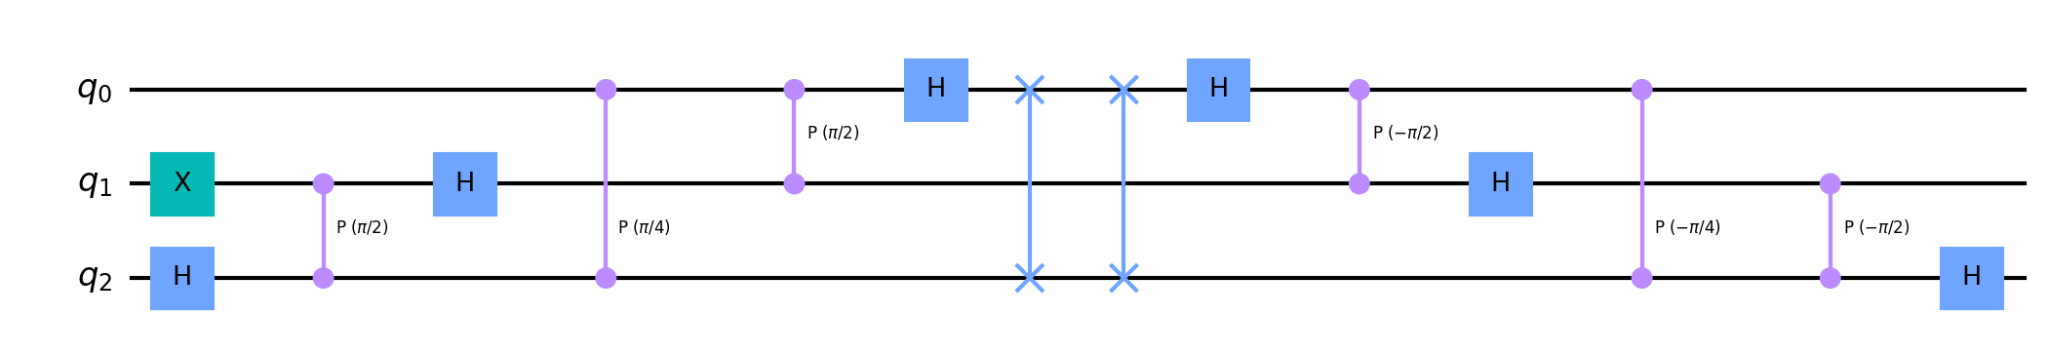 q₀ H H
P (π/2) P (−π/2)
q₁ X H H
P (π/2) P (π/4) P (−π/4) P (−π/2)
q₂ H H